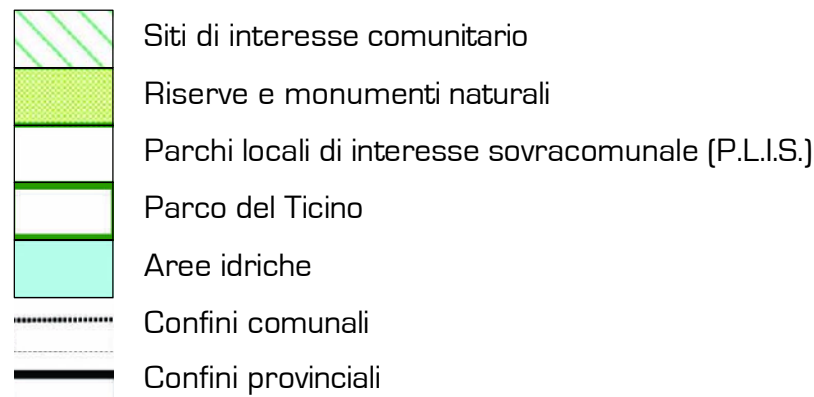 Siti di interesse comunitario
Riserve e monumenti naturali
Parchi locali di interesse sovracomunale (P.L.I.S.)
Parco del Ticino
Aree idriche
Confini comunali
Confini provinciali